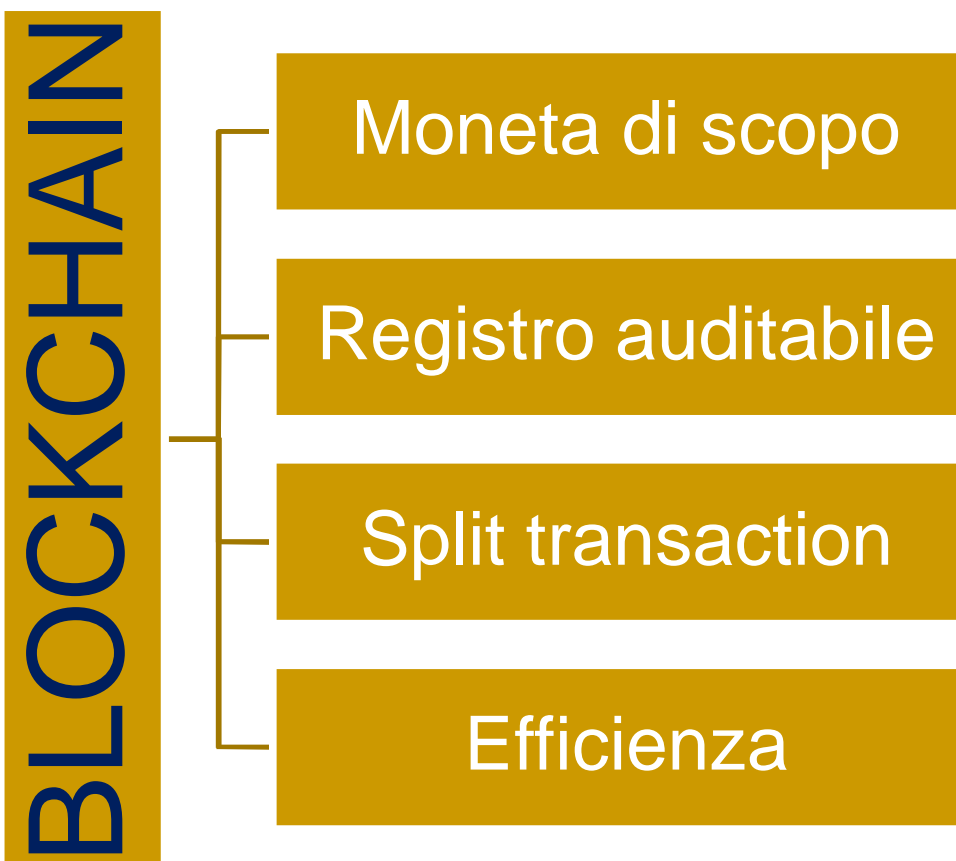 BLOCKCHAIN
Moneta di scopo
Registro auditabile
Split transaction
Efficienza